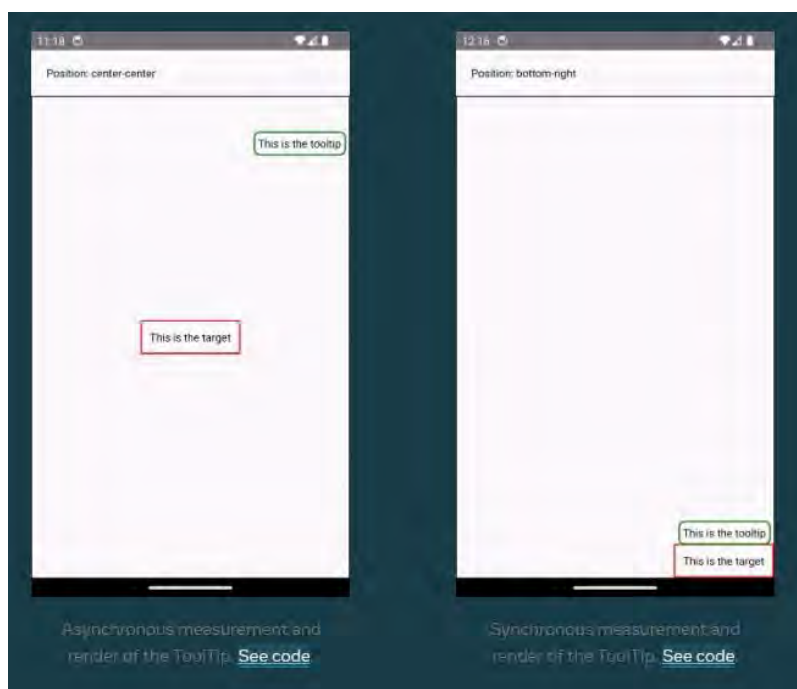 11:18
Position: center-center
This is the tooltip
This is the target
Asynchronous measurement and
render of the ToolTip. See code.
12:16
Position: bottom-right
This is the tooltip
This is the target
Synchronous measurement and
render of the ToolTip. See code.